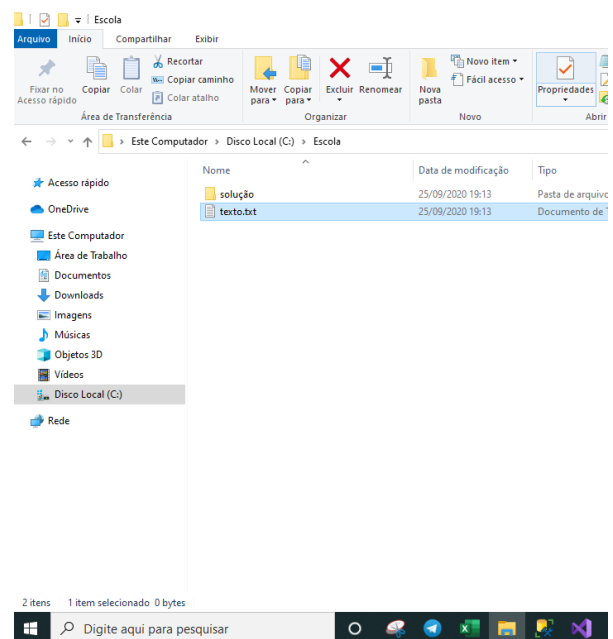 Escola
Arquivo Início Compartilhar Exibir
Fixar no Acesso rápido
Copiar
Colar
Recortar
Copiar caminho
Colar atalho
Mover para
Copiar para
Excluir
Renomear
Nova pasta
Novo item
Fácil acesso
Propriedades
Área de Transferência Organizar Novo Abrir
Este Computador > Disco Local (C:) > Escola
Nome Data de modificação Tipo
solução 25/09/2020 19:13 Pasta de arquivo
texto.txt 25/09/2020 19:13 Documento de
Acesso rápido
OneDrive
Este Computador
Área de Trabalho
Documentos
Downloads
Imagens
Músicas
Objetos 3D
Vídeos
Disco Local (C:)
Rede
2 itens 1 item selecionado 0 bytes
Digite aqui para pesquisar